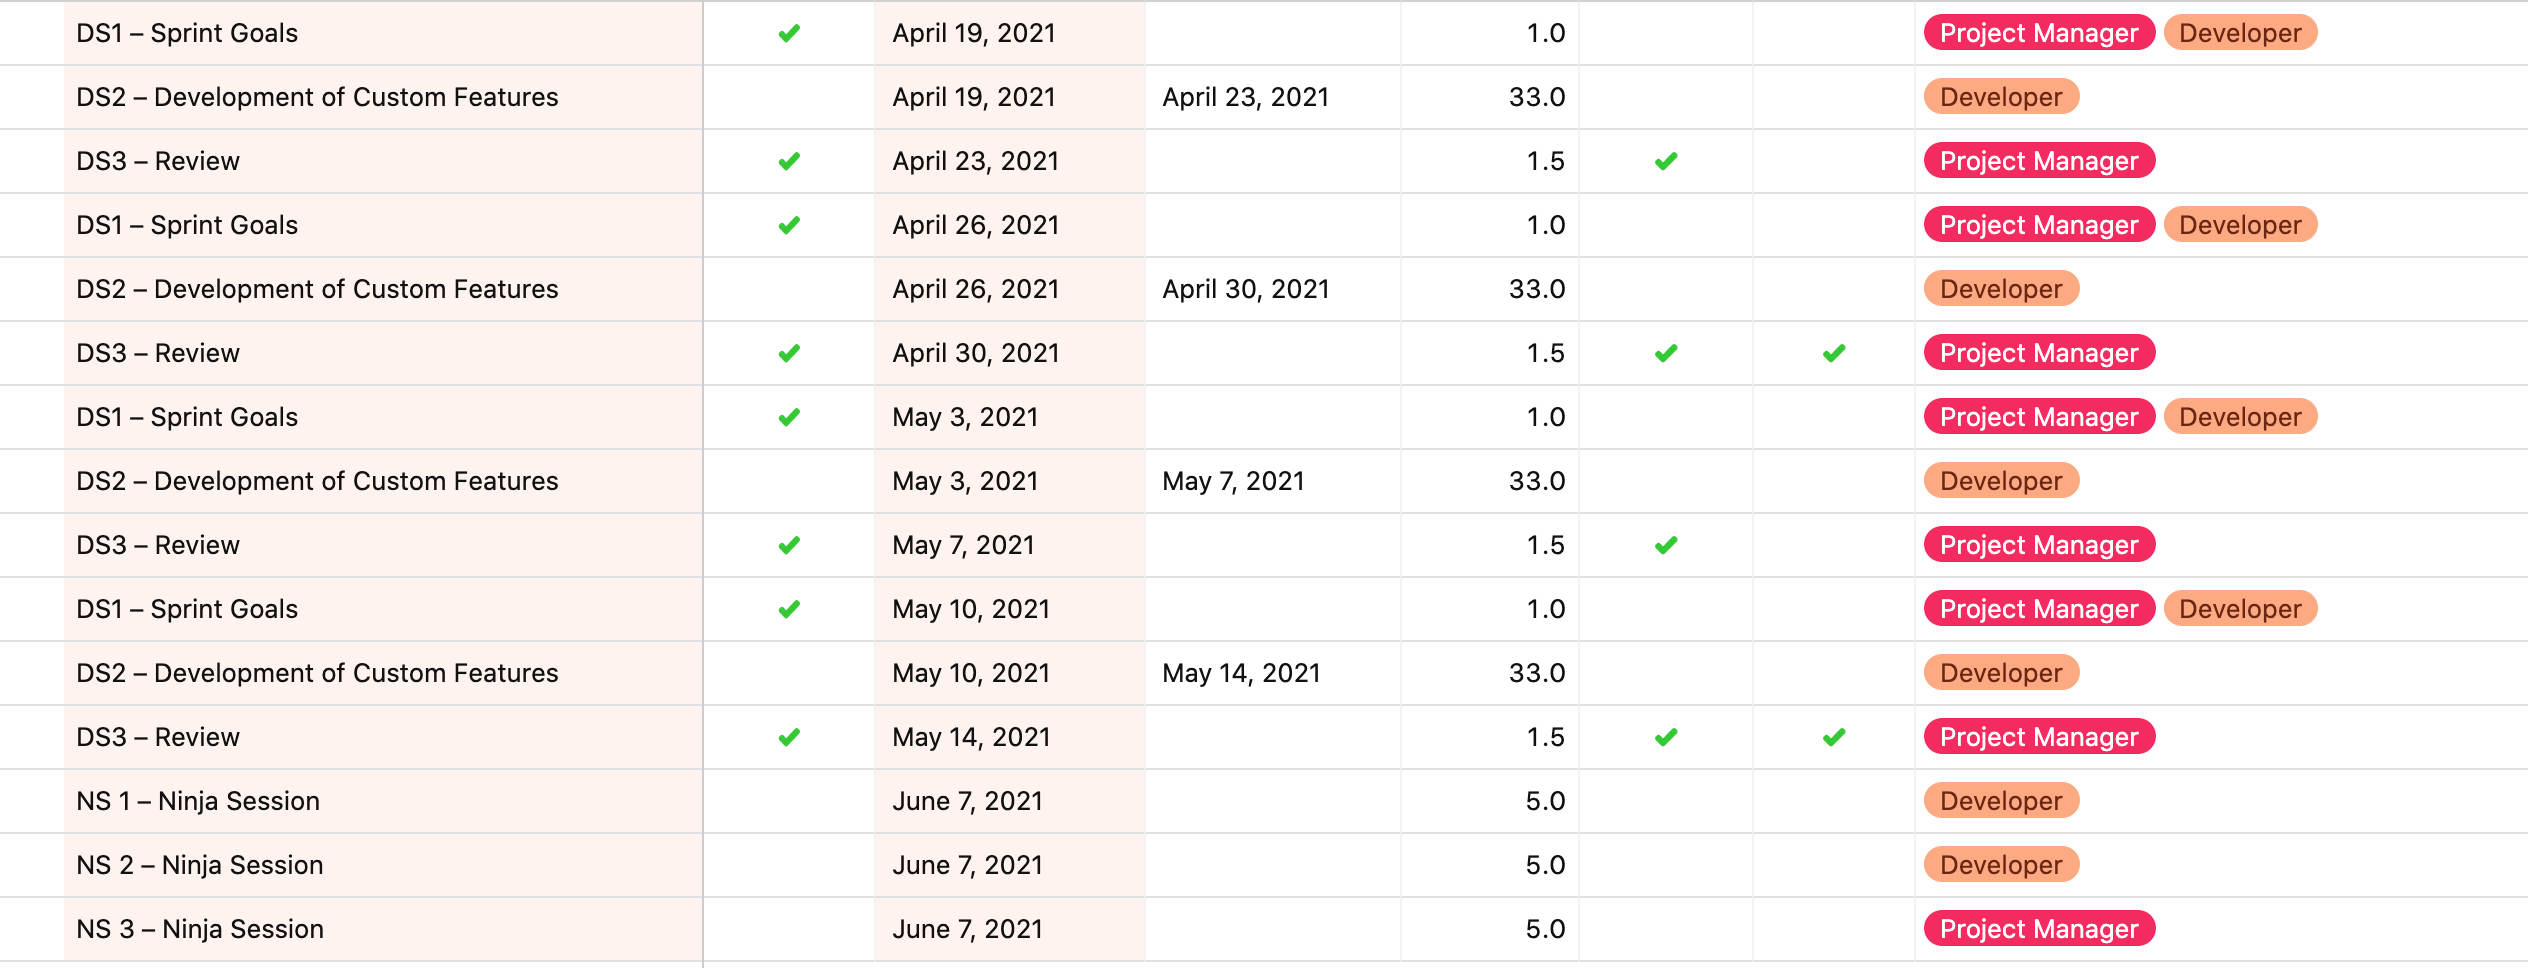 DS1 – Sprint Goals ✔ April 19, 2021 1.0 Project Manager Developer
DS2 – Development of Custom Features April 19, 2021 April 23, 2021 33.0 Developer
DS3 – Review ✔ April 23, 2021 1.5 ✔ Project Manager
DS1 – Sprint Goals ✔ April 26, 2021 1.0 Project Manager Developer
DS2 – Development of Custom Features April 26, 2021 April 30, 2021 33.0 Developer
DS3 – Review ✔ April 30, 2021 1.5 ✔ ✔ Project Manager
DS1 – Sprint Goals ✔ May 3, 2021 1.0 Project Manager Developer
DS2 – Development of Custom Features May 3, 2021 May 7, 2021 33.0 Developer
DS3 – Review ✔ May 7, 2021 1.5 ✔ Project Manager
DS1 – Sprint Goals ✔ May 10, 2021 1.0 Project Manager Developer
DS2 – Development of Custom Features May 10, 2021 May 14, 2021 33.0 Developer
DS3 – Review ✔ May 14, 2021 1.5 ✔ ✔ Project Manager
NS 1 – Ninja Session June 7, 2021 5.0 Developer
NS 2 – Ninja Session June 7, 2021 5.0 Developer
NS 3 – Ninja Session June 7, 2021 5.0 Project Manager